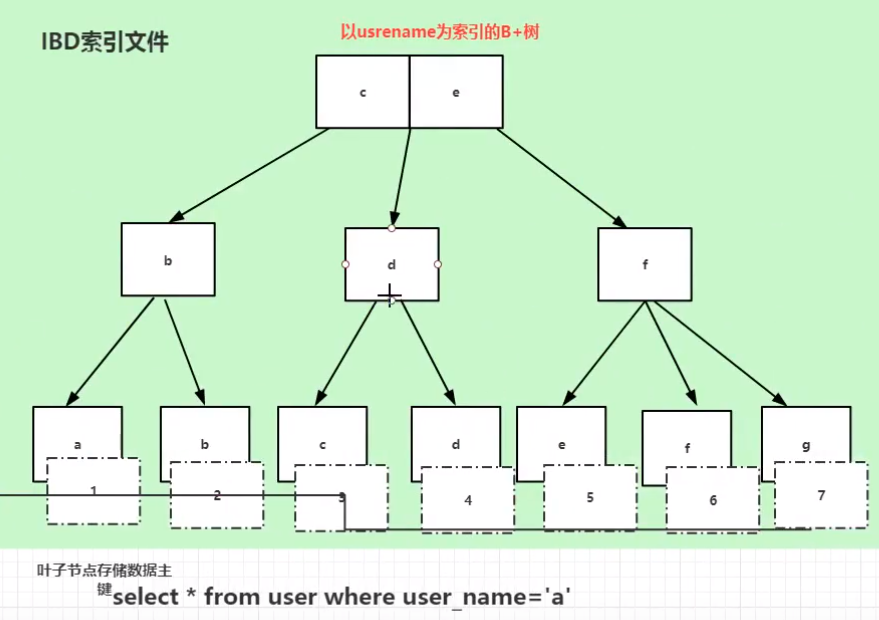 IBD索引文件
以usrename为索引的B+树
c e
b d f
a b c d e f g
1 2 3 4 5 6 7
叶子节点存储数据主
键
select * from user where user_name='a'